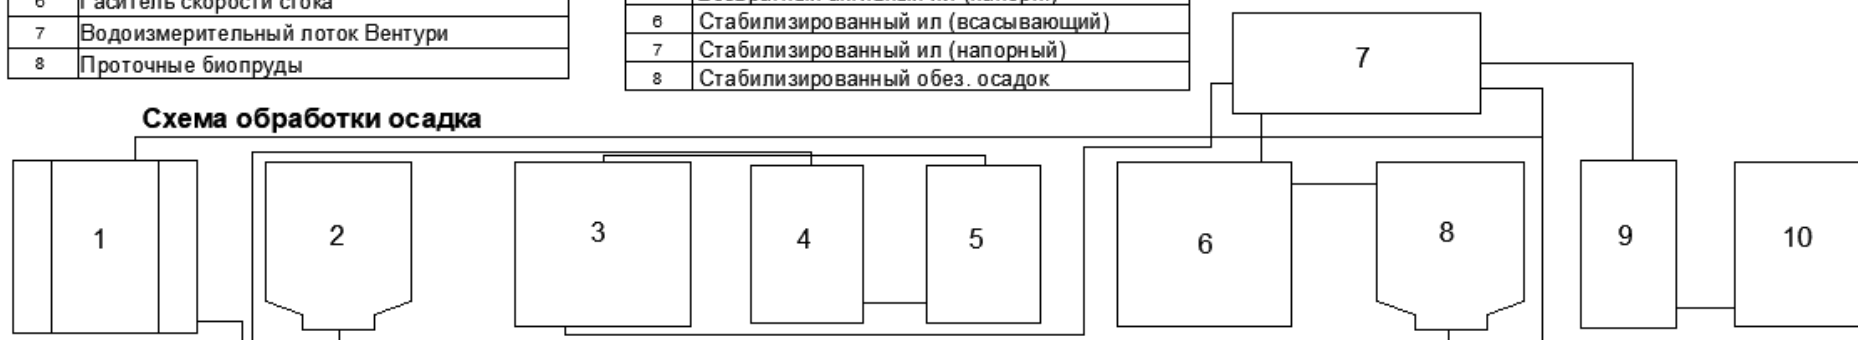 6 Гаситель скорости стока
7 Водоизмерительный лоток Вентури
8 Проточные биопруды
6 Стабилизированный ил (всасывающий)
7 Стабилизированный ил (напорный)
8 Стабилизированный обез. осадок
Схема обработки осадка
7
1 2 3 4 5 6 8 9 10